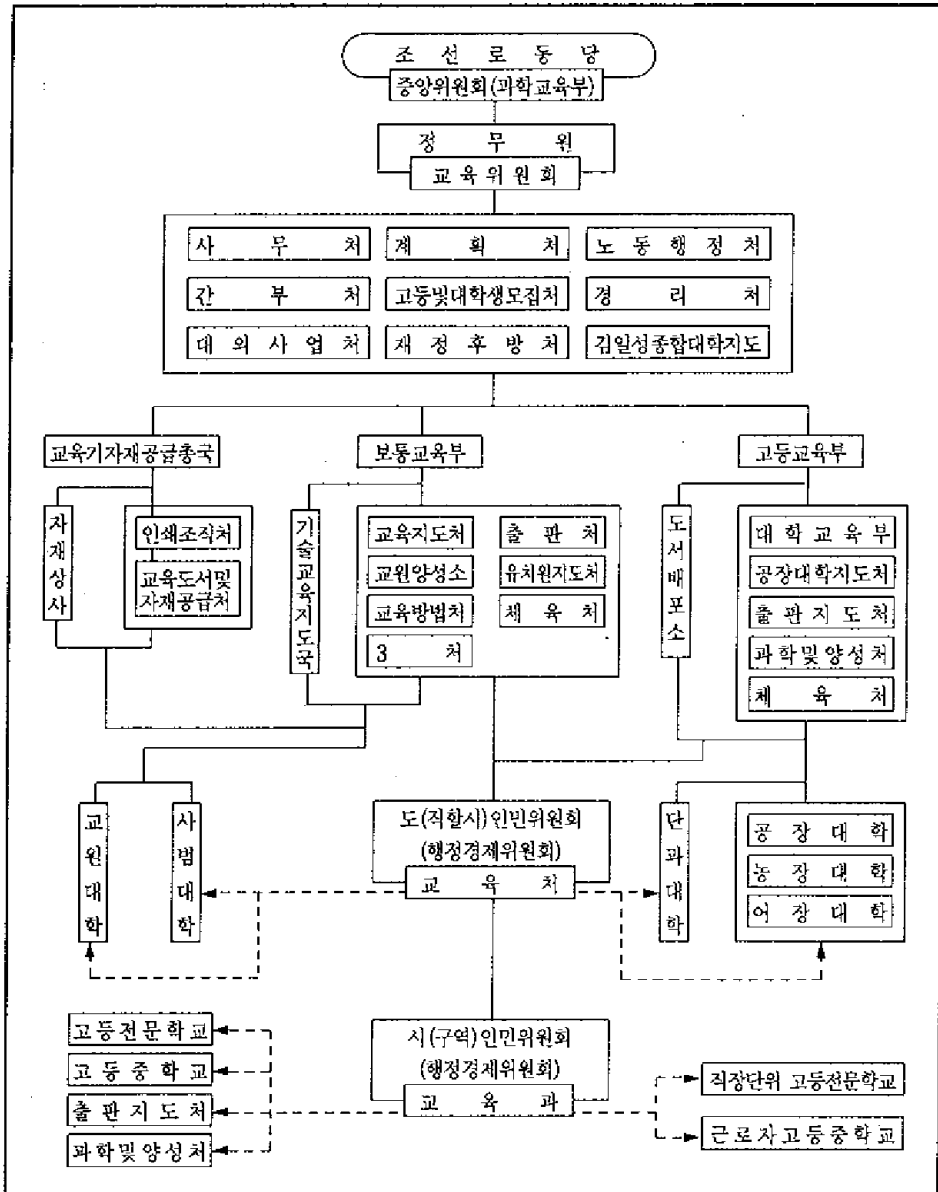 조선로동당
중앙위원회(과학교육부)
정무원
교육위원회
사무처
계획처
노동행정처
간부처
고등및대학생모집처
경리처
대외사업처
재정후방처
김일성종합대학지도
교육기자재공급총국
보통교육부
고등교육부
자재상사
인쇄조직처
교육도서및
자재공급처
기술교육지도국
교육지도처
출판처
교원양성소
유치원지도처
교육방법처
체육처
3처
도서배포소
대학교육부
공장대학지도처
출판지도처
과학및양성처
체육처
교원대학
사범대학
도(직할시)인민위원회
(행정경제위원회)
교육처
단과대학
공장대학
농장대학
어장대학
고등전문학교
고등중학교
출판지도처
과학및양성처
시(구역)인민위원회
(행정경제위원회)
교육과
직장단위 고등전문학교
근로자고등중학교